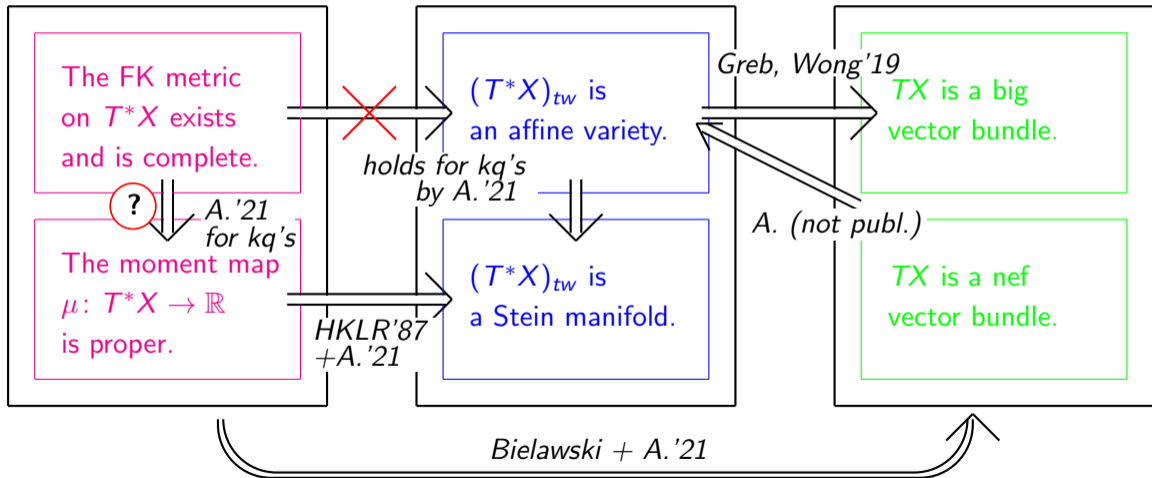 The FK metric
on T*X exists
and is complete.
?
A.'21
for kq's
The moment map
μ: T*X → ℝ
is proper.
holds for kq's
by A.'21
HKLR'87
+A.'21
(T*X)tw is
an affine variety.
(T*X)tw is
a Stein manifold.
Greb, Wong'19
A. (not publ.)
TX is a big
vector bundle.
TX is a nef
vector bundle.
Bielawski + A.'21